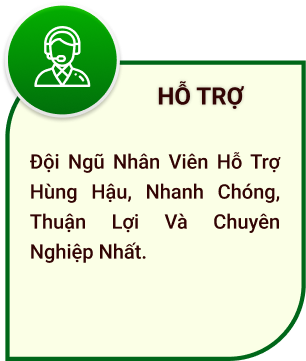 HỖ TRỢ
Đội Ngũ Nhân Viên Hỗ Trợ
Hùng Hậu, Nhanh Chóng,
Thuận Lợi Và Chuyên
Nghiệp Nhất.